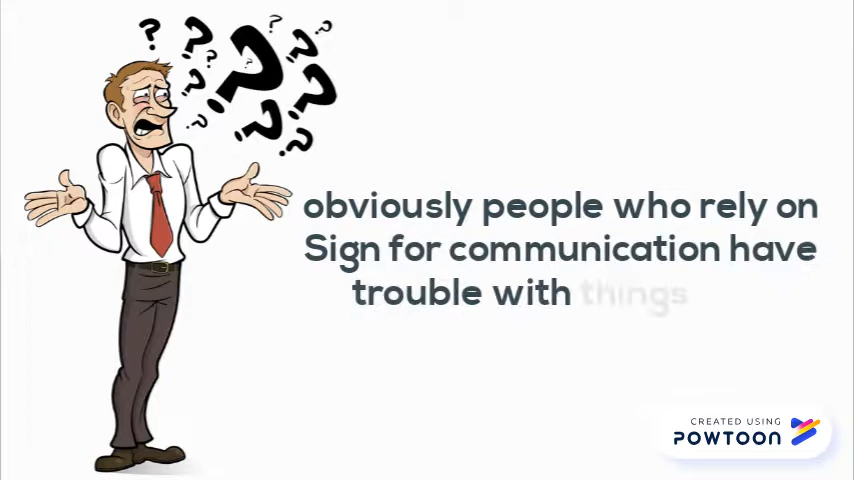 obviously people who rely on
Sign for communication have
trouble with things
CREATED USING
POWTOON